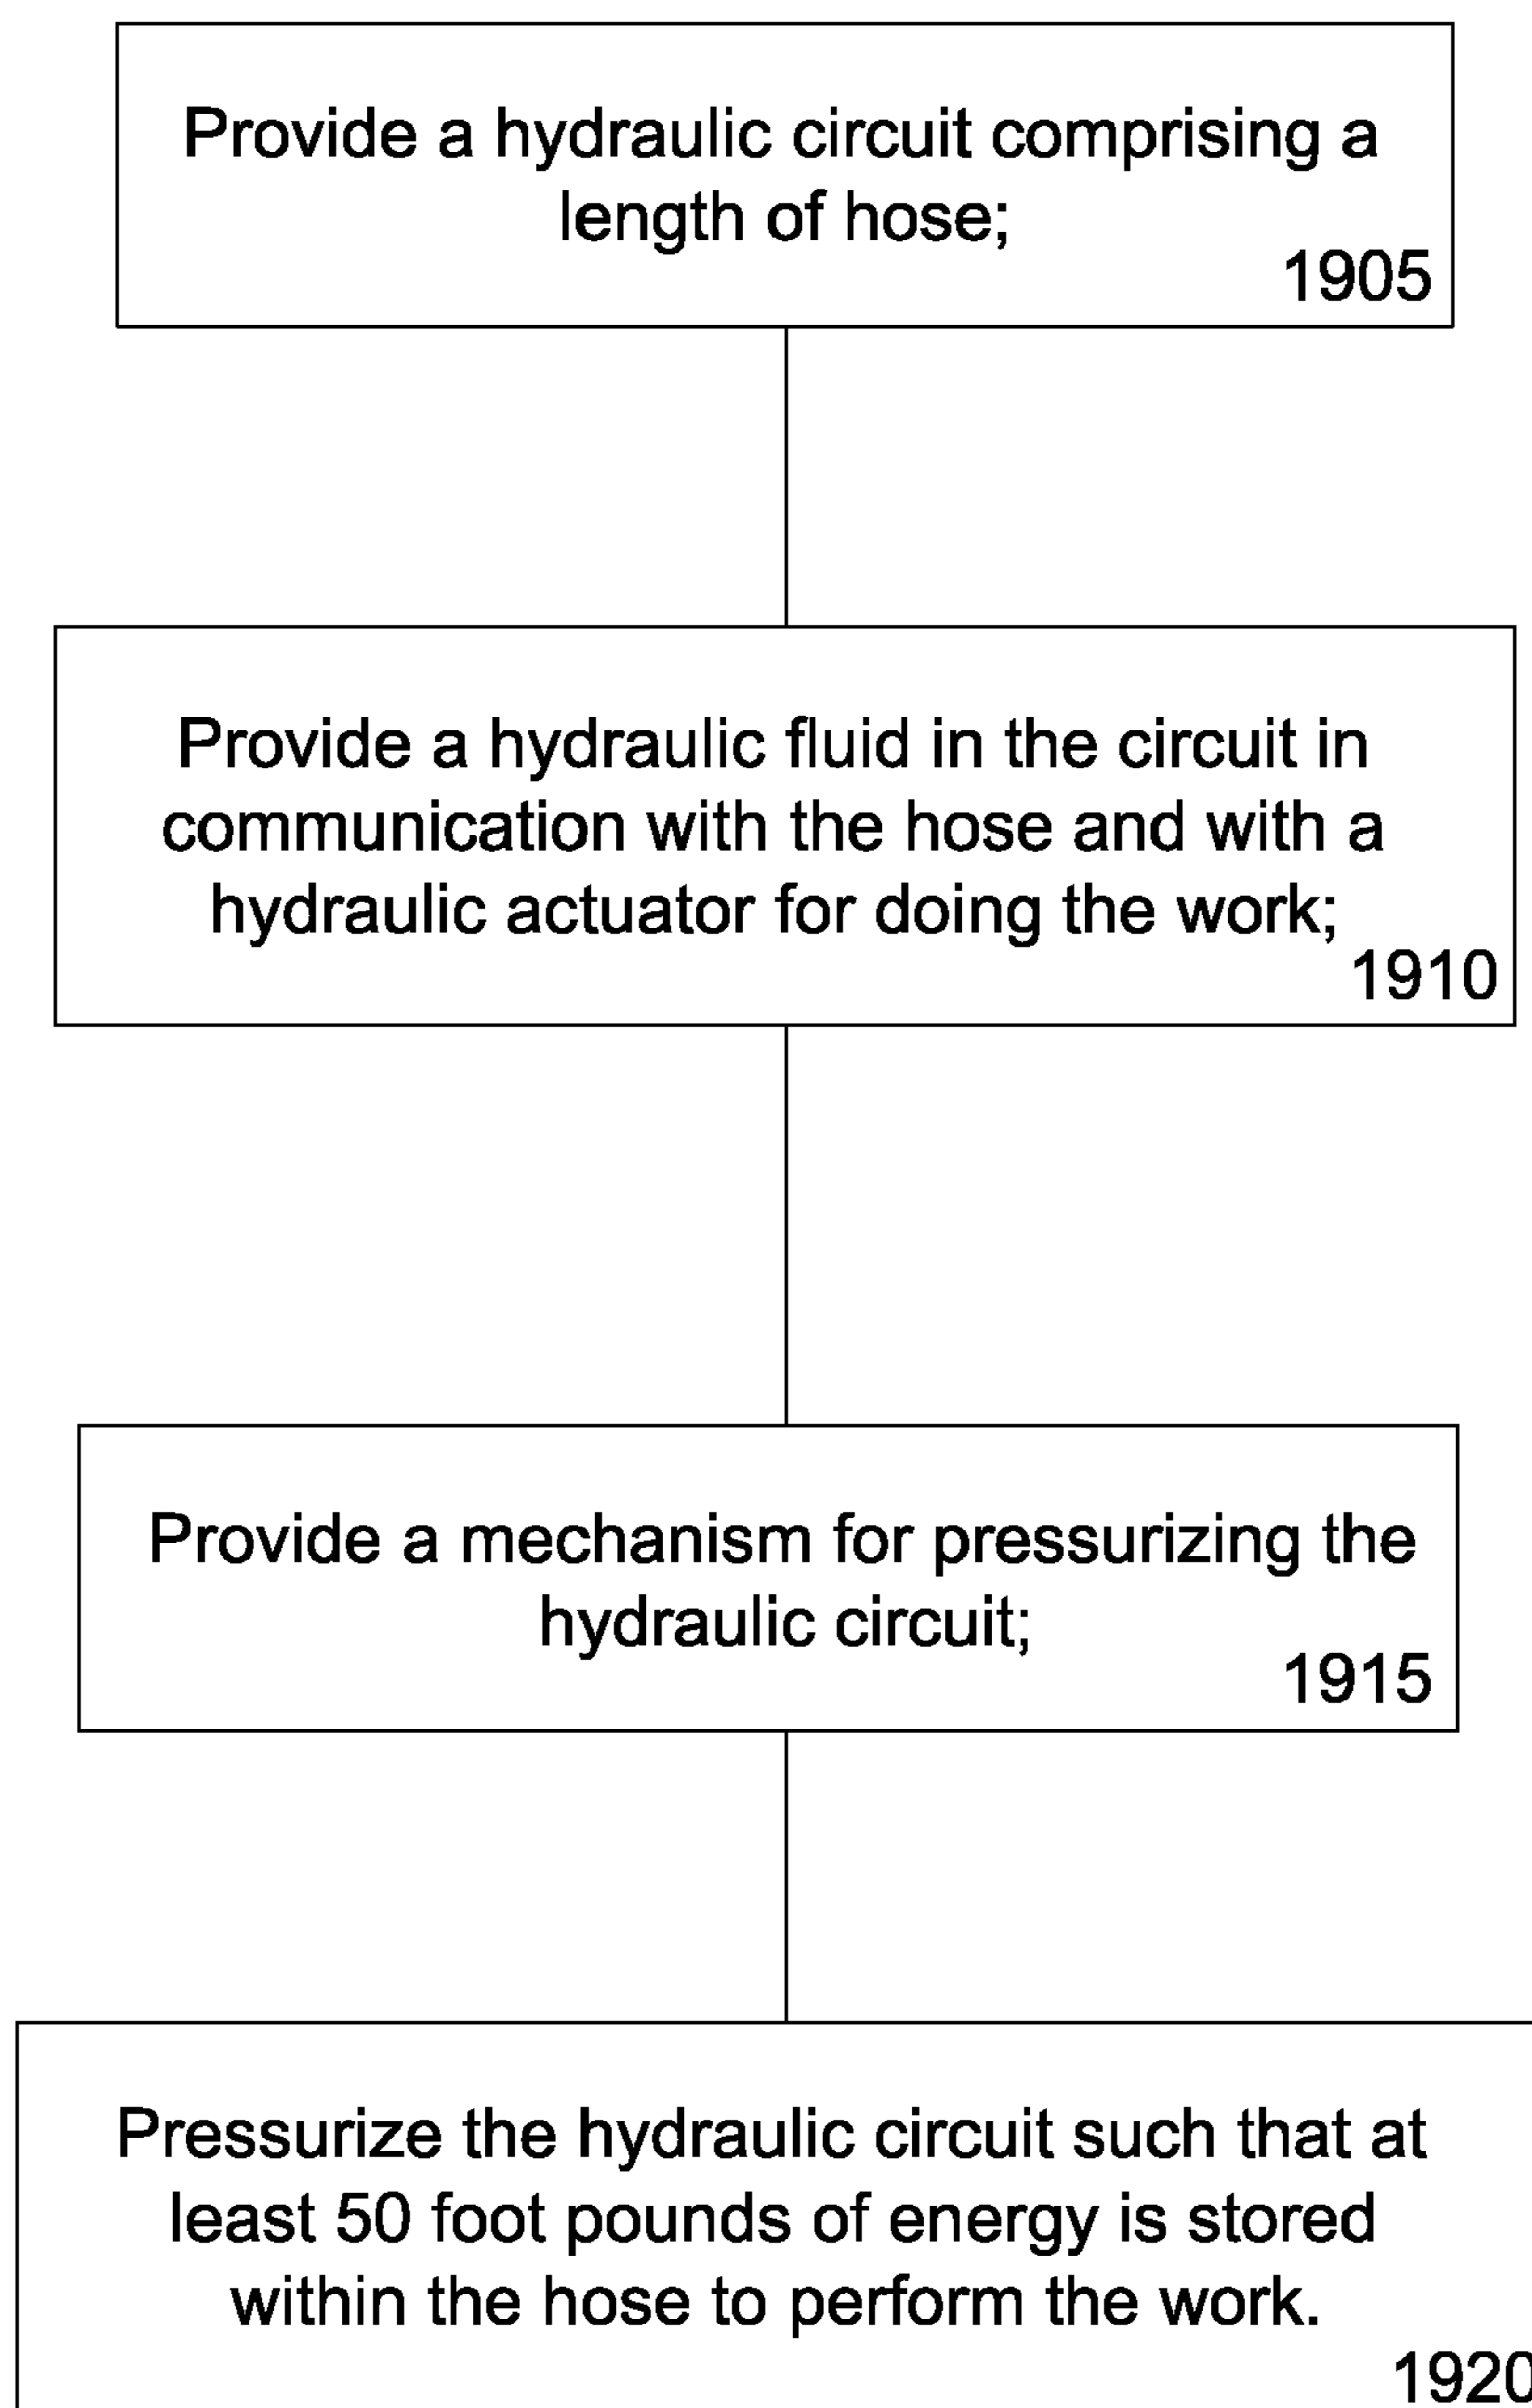 Provide a hydraulic circuit comprising a
length of hose;
1905
Provide a hydraulic fluid in the circuit in
communication with the hose and with a
hydraulic actuator for doing the work;
1910
Provide a mechanism for pressurizing the
hydraulic circuit;
1915
Pressurize the hydraulic circuit such that at
least 50 foot pounds of energy is stored
within the hose to perform the work.
1920